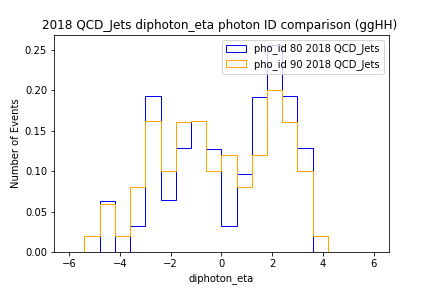 2018 QCD_Jets diphoton_eta photon ID comparison (ggHH)
pho_id 80 2018 QCD_Jets
pho_id 90 2018 QCD_Jets
Number of Events
0.25
0.20
0.15
0.10
0.05
0.00
−6 −4 −2 0 2 4 6
diphoton_eta